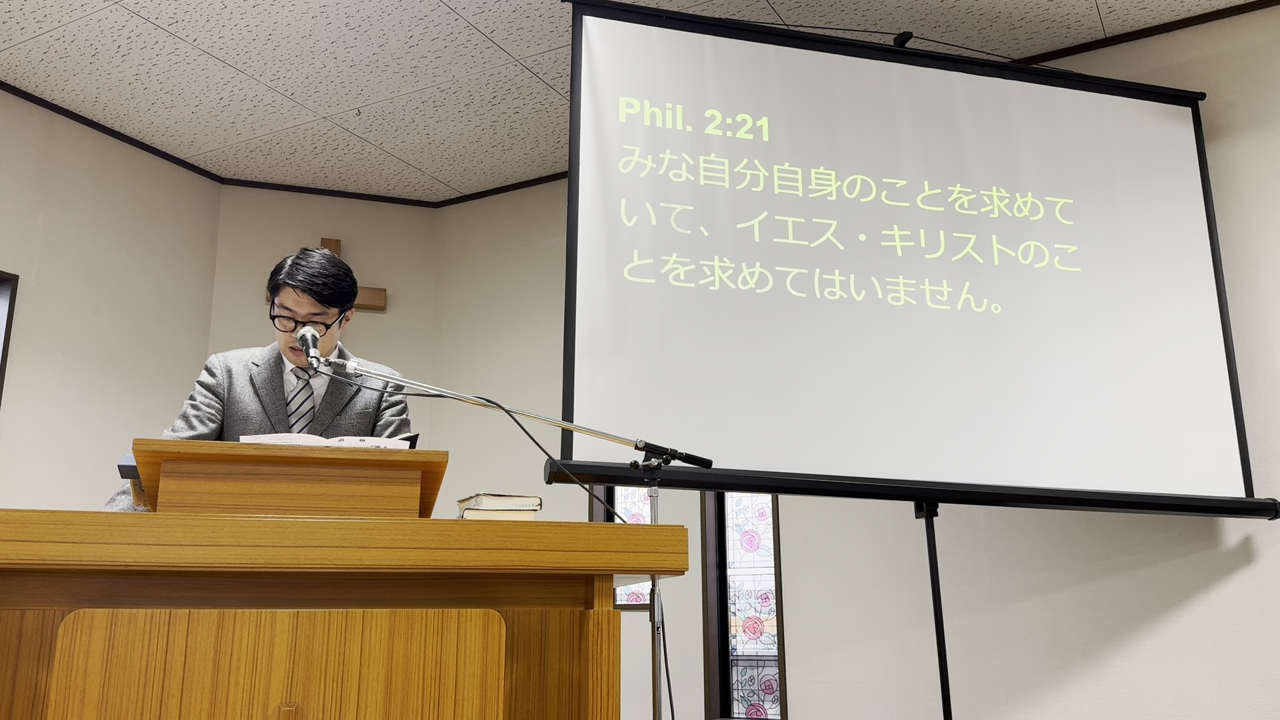 Phil. 2:21
みな自分自身のことを求めて
いて、イエス・キリストのこ
とを求めてはいません。